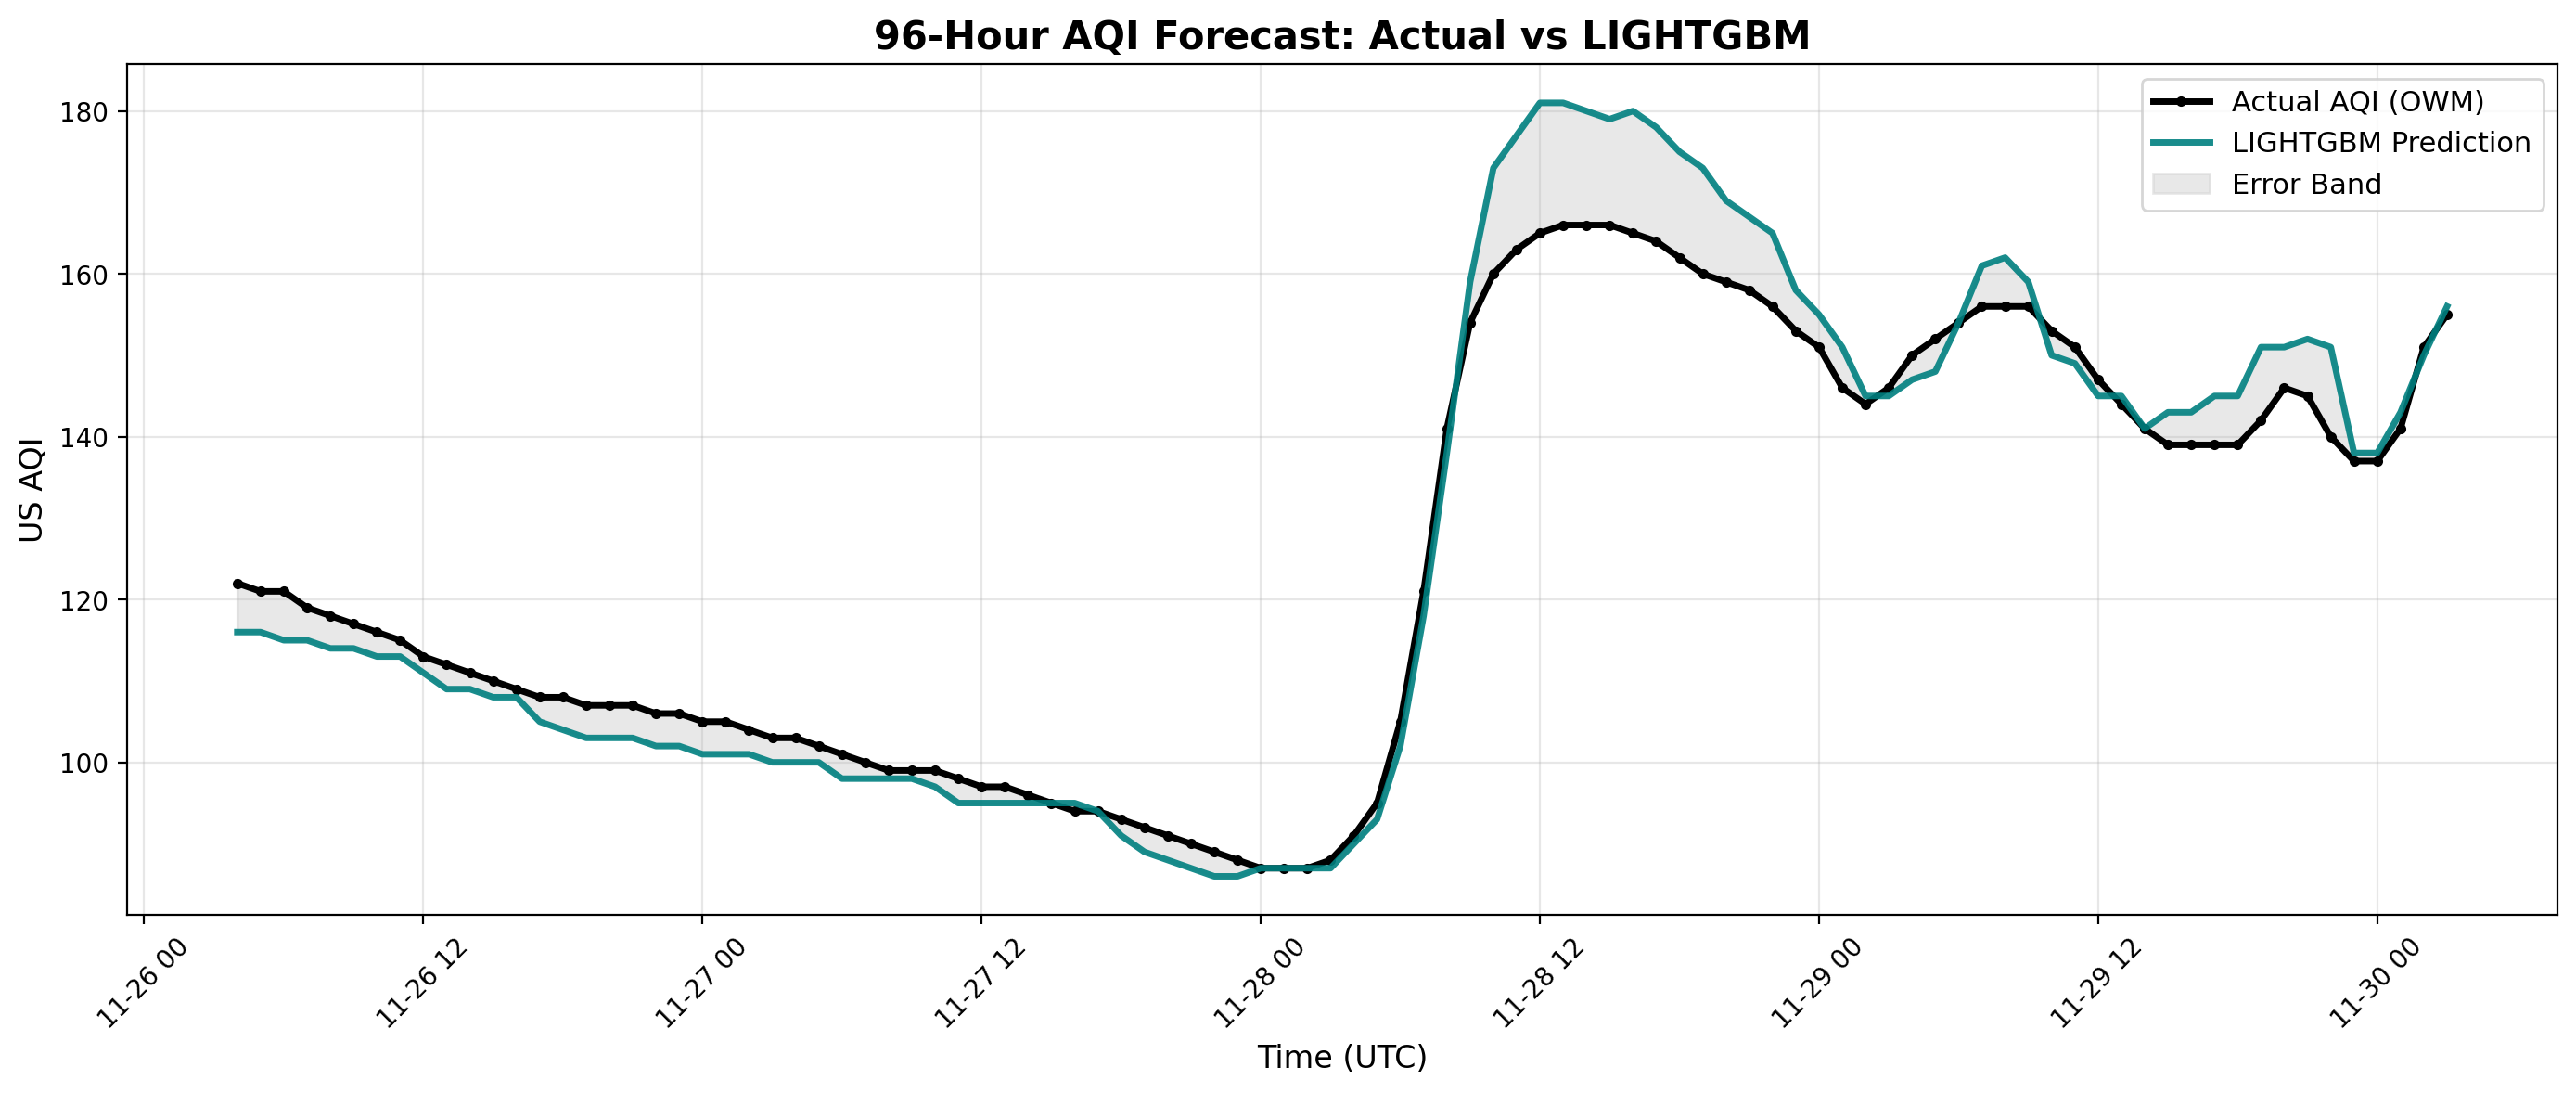 96-Hour AQI Forecast: Actual vs LIGHTGBM
Actual AQI (OWM)
LIGHTGBM Prediction
Error Band
US AQI
180
160
140
120
100
11-26 00
11-26 12
11-27 00
11-27 12
11-28 00
11-28 12
11-29 00
11-29 12
11-30 00
Time (UTC)